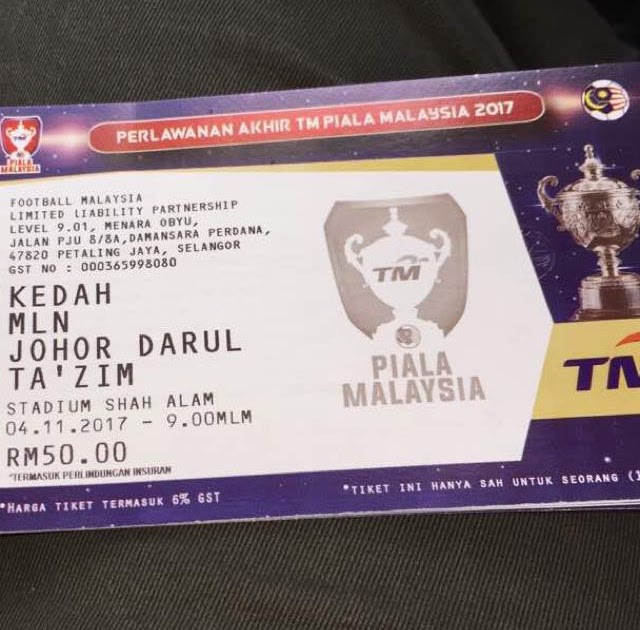 PERLAWANAN AKHIR TM PIALA MALAYSIA 2017
TM
PIALA
MALAYSIA
FOOTBALL MALAYSIA
LIMITED LIABILITY PARTNERSHIP
LEVEL 9.01, MENARA OBYU,
JALAN PJU 8/8A,DAMANSARA PERDANA,
47820 PETALING JAYA, SELANGOR
GST NO : 000365998080
KEDAH
MLN
JOHOR DARUL
TA'ZIM
STADIUM SHAH ALAM
04.11.2017 - 9.00MLM
RM50.00
*TERMASUK PERLINDUNGAN INSURAN
TM
PIALA
MALAYSIA
TM
*HARGA TIKET TERMASUK 6% GST
*TIKET INI HANYA SAH UNTUK SEORANG (1